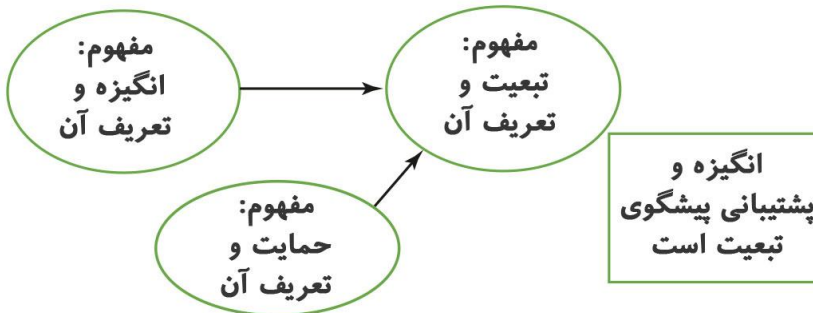 مفهوم:
انگیزه و
تعریف آن
مفهوم:
تبعیت و
تعریف آن
مفهوم:
حمایت و
تعریف آن
انگیزه و
پشتیبانی پیشگوی
تبعیت است